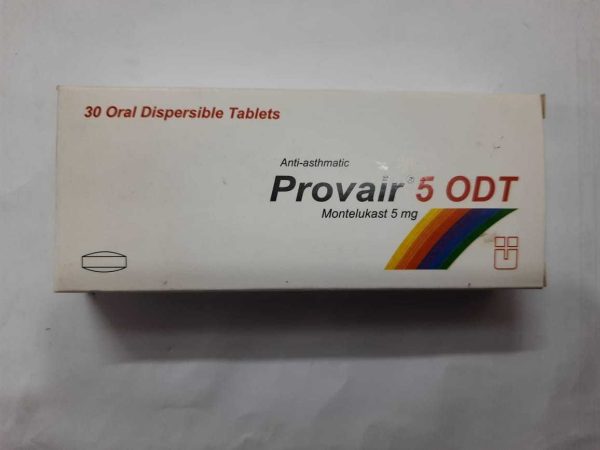 30 Oral Dispersible Tablets
Anti-asthmatic
Provair® 5 ODT
Montelukast 5 mg